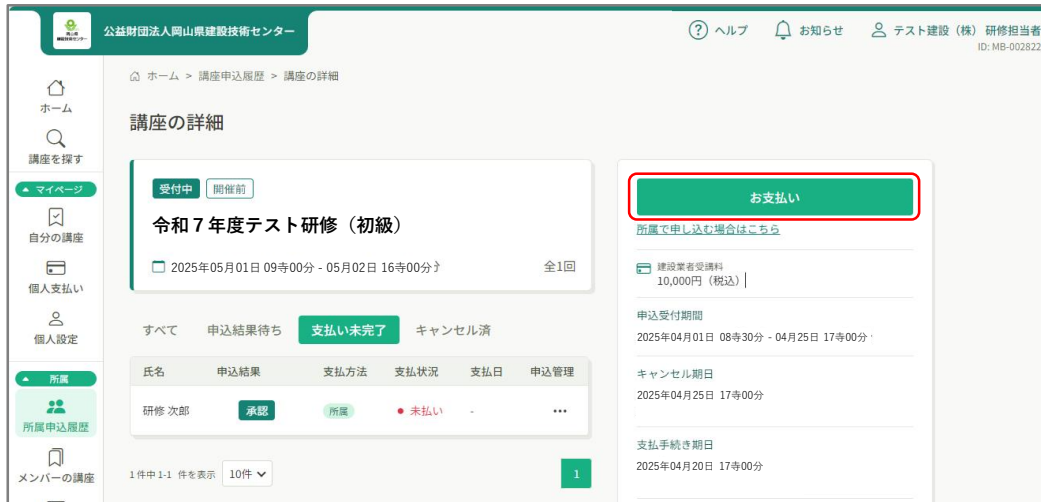 岡山県
建設技術センター
公益財団法人岡山県建設技術センター
? ヘルプ お知らせ テスト建設（株） 研修担当者
ID: MB-002822
ホーム
講座を探す
マイページ
自分の講座
個人支払い
個人設定
所属
所属申込履歴
メンバーの講座
ホーム > 講座申込履歴 > 講座の詳細
講座の詳細
受付中 開催前
令和７年度テスト研修（初級）
2025年05月01日 09寺00分 - 05月02日 16寺00分 全1回
すべて 申込結果待ち 支払い未完了 キャンセル済
氏名 申込結果 支払方法 支払状況 支払日 申込管理
研修 次郎 承認 所属 ● 未払い - •••
1件中 1-1 件を表示 10件 1
お支払い
所属で申し込む場合はこちら
建設業者受講料
10,000円（税込）
申込受付期間
2025年04月01日 08寺30分 - 04月25日 17寺00分
キャンセル期日
2025年04月25日 17寺00分
支払手続き期日
2025年04月20日 17寺00分